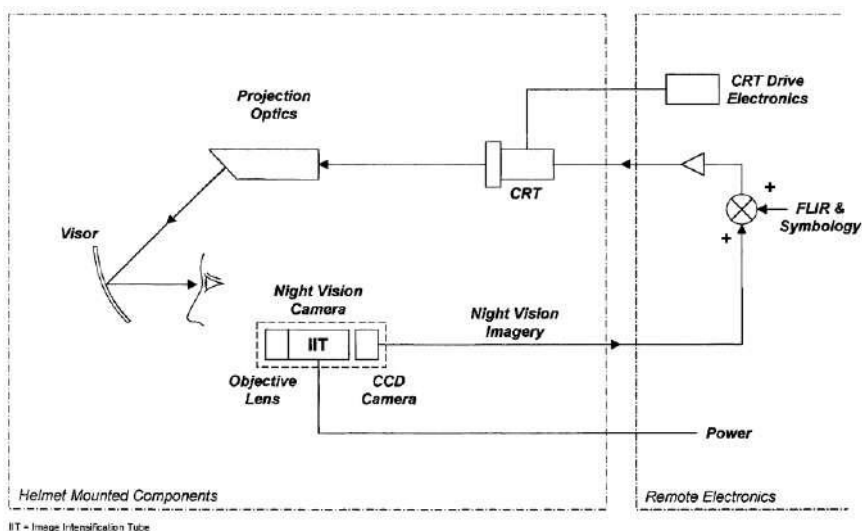 Projection
Optics
CRT Drive
Electronics
CRT
+
FLIR &
Symbology
+
Visor
Night Vision
Camera
Night Vision
Imagery
IIT
Objective
Lens
CCD
Camera
Power
Helmet Mounted Components
Remote Electronics
IIT = Image Intensification Tube